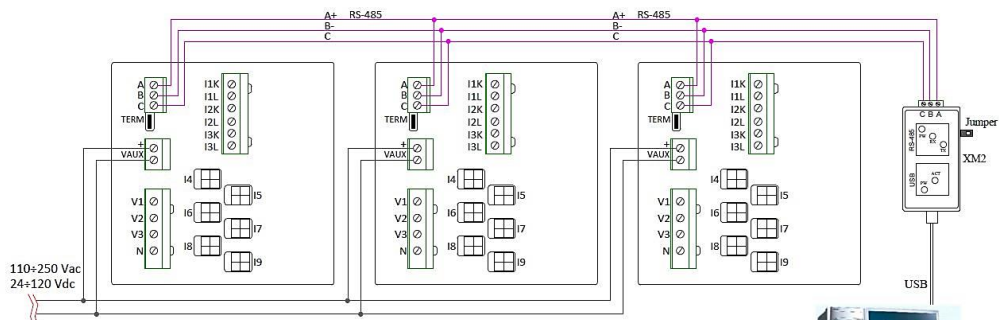 A+ RS-485
B-
C
A+ RS-485
B-
C
A
B
C
TERM
I1K
I1L
I2K
I2L
I3K
I3L
+
VAUX
-
V1
V2
V3
N
I4
I5
I6
I7
I8
I9
A
B
C
TERM
I1K
I1L
I2K
I2L
I3K
I3L
+
VAUX
-
V1
V2
V3
N
I4
I5
I6
I7
I8
I9
A
B
C
TERM
I1K
I1L
I2K
I2L
I3K
I3L
+
VAUX
-
V1
V2
V3
N
I4
I5
I6
I7
I8
I9
C B A
RS-485
Jumper
XM2
USB
ACT
USB
110÷250 Vac
24÷120 Vdc